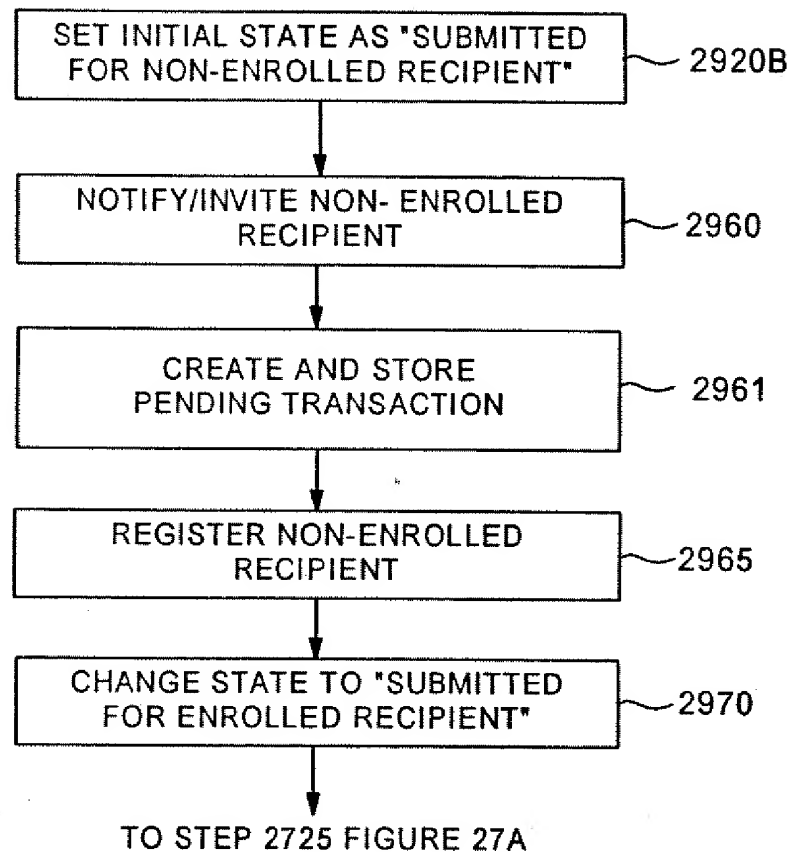 SET INITIAL STATE AS "SUBMITTED
FOR NON-ENROLLED RECIPIENT"
2920B
NOTIFY/INVITE NON- ENROLLED
RECIPIENT
2960
CREATE AND STORE
PENDING TRANSACTION
2961
REGISTER NON-ENROLLED
RECIPIENT
2965
CHANGE STATE TO "SUBMITTED
FOR ENROLLED RECIPIENT"
2970
TO STEP 2725 FIGURE 27A